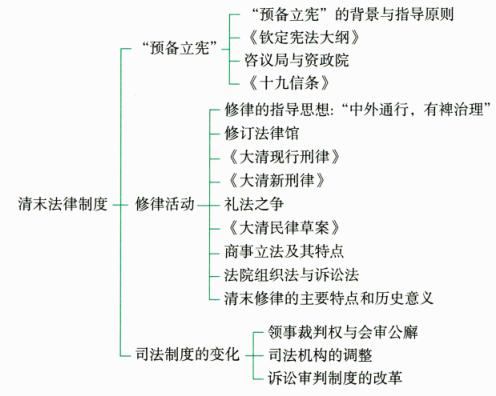 “预备立宪”的背景与指导原则
《钦定宪法大纲》
“预备立宪”
咨议局与资政院
《十九信条》
修律的指导思想：“中外通行，有裨治理”
修订法律馆
《大清现行刑律》
《大清新刑律》
清末法律制度
修律活动
礼法之争
《大清民律草案》
商事立法及其特点
法院组织法与诉讼法
清末修律的主要特点和历史意义
领事裁判权与会审公廨
司法制度的变化
司法机构的调整
诉讼审判制度的改革